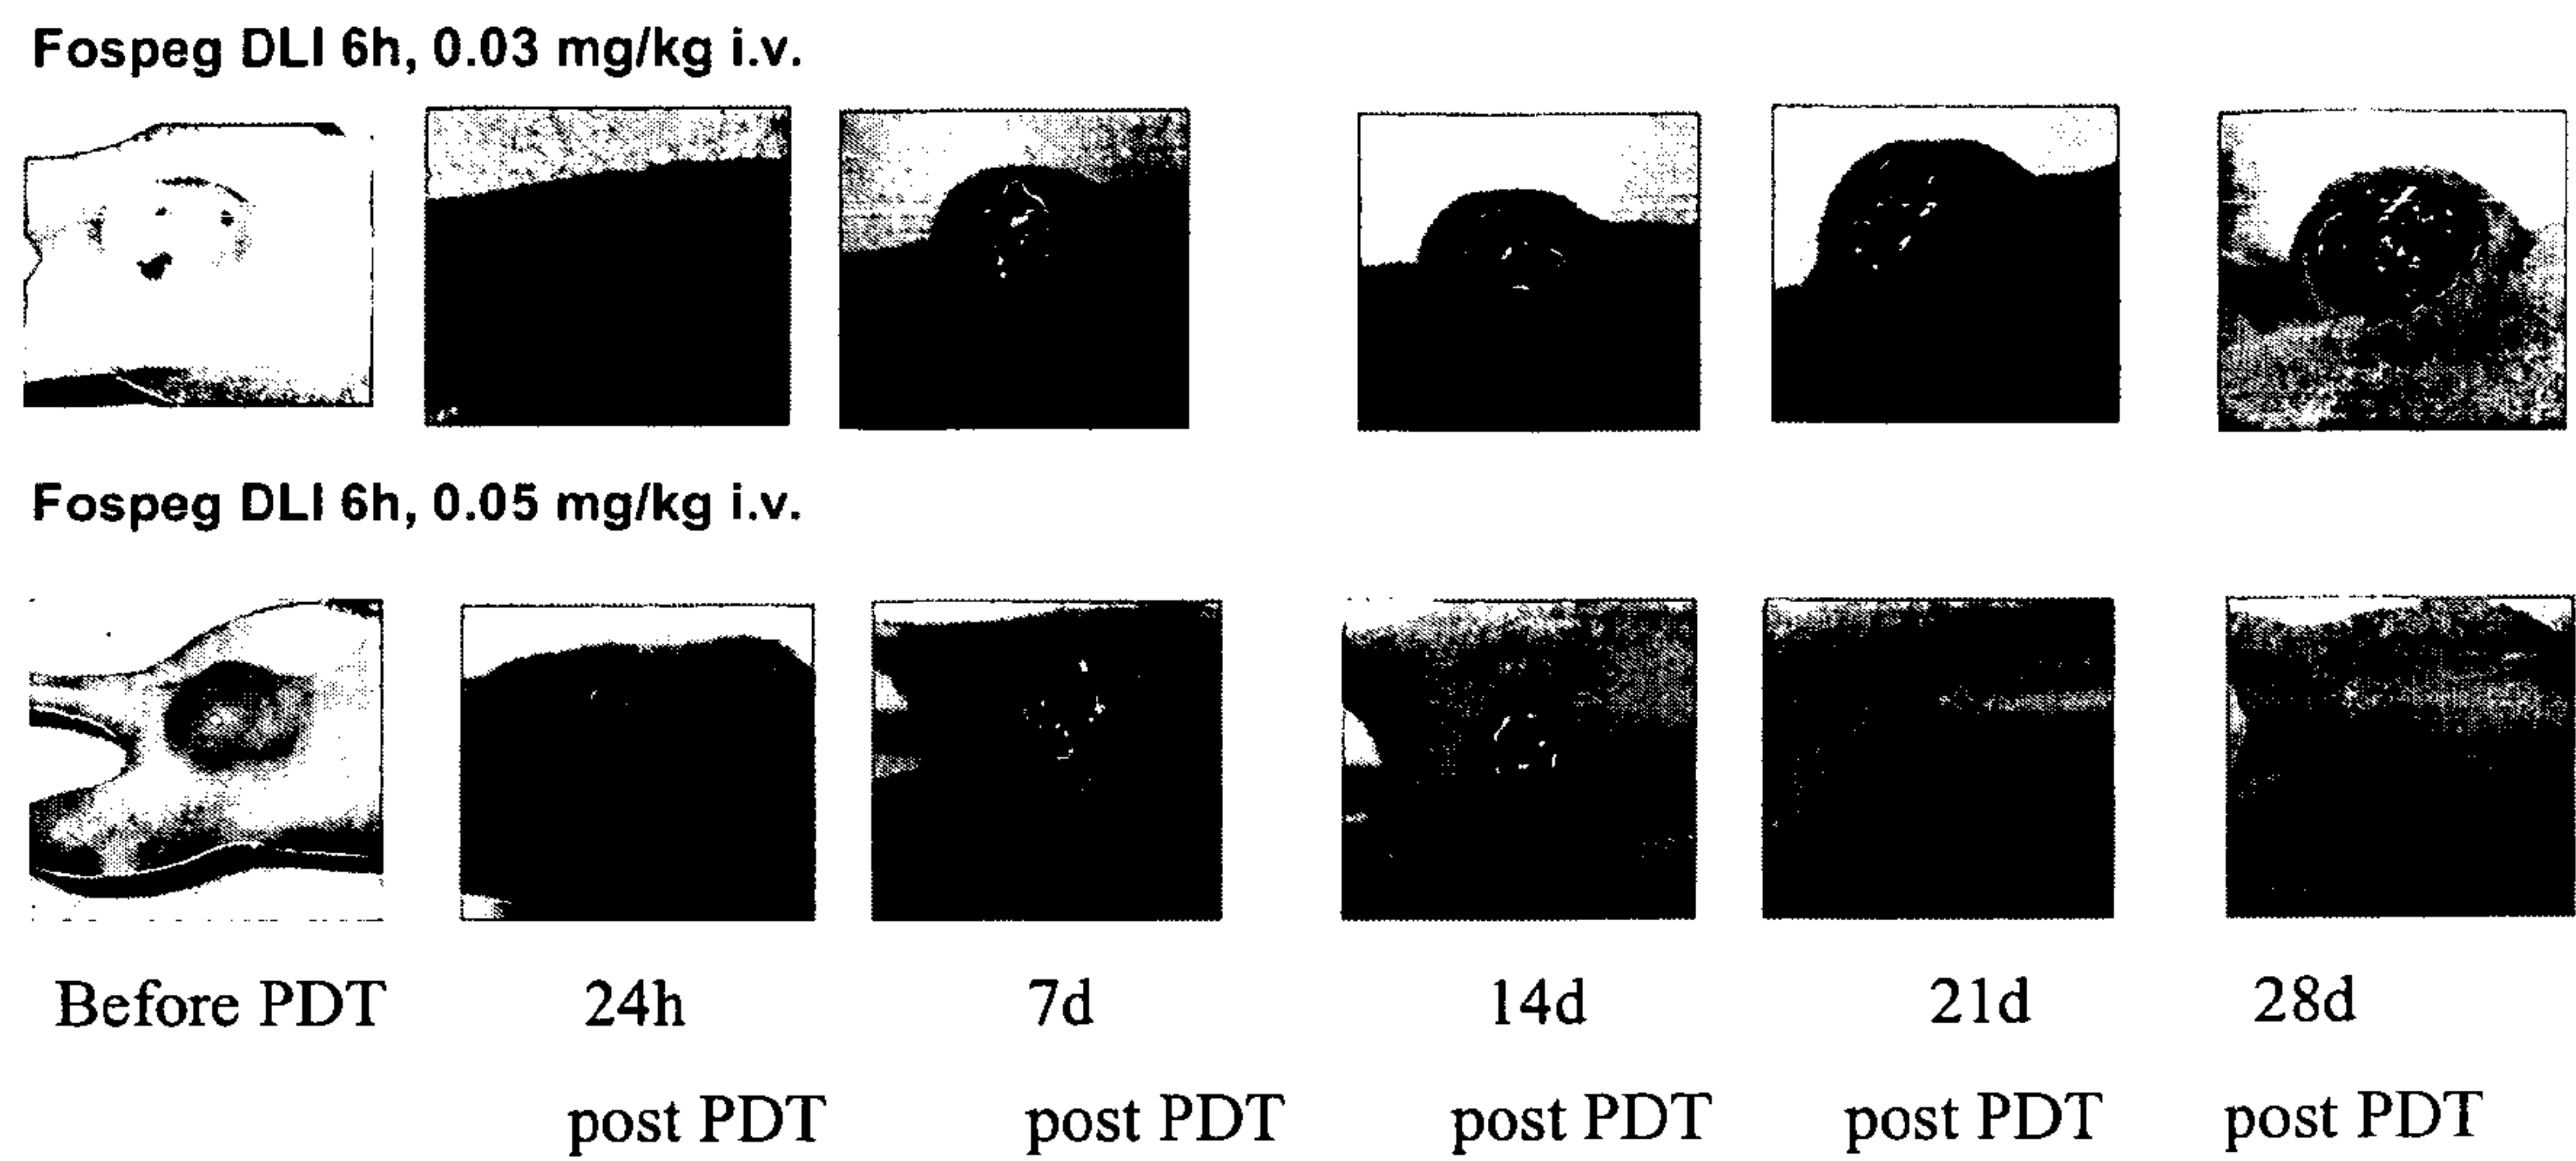 Fospeg DLI 6h, 0.03 mg/kg i.v.
Fospeg DLI 6h, 0.05 mg/kg i.v.
Before PDT 24h 7d 14d 21d 28d
post PDT post PDT post PDT post PDT post PDT